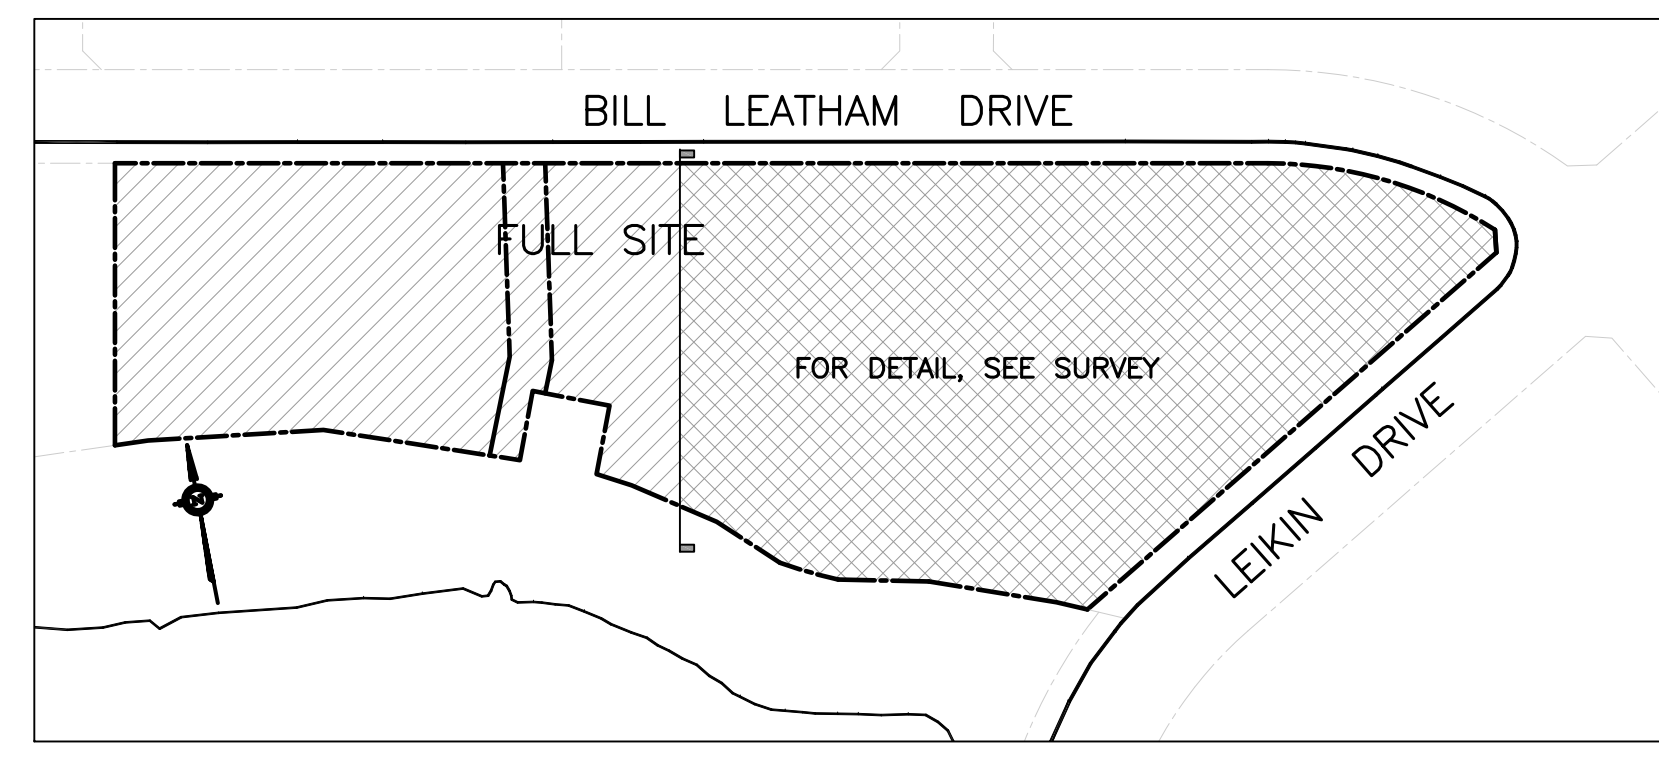 BILL LEATHAM DRIVE
FULL SITE
FOR DETAIL, SEE SURVEY
LEIKIN DRIVE
N